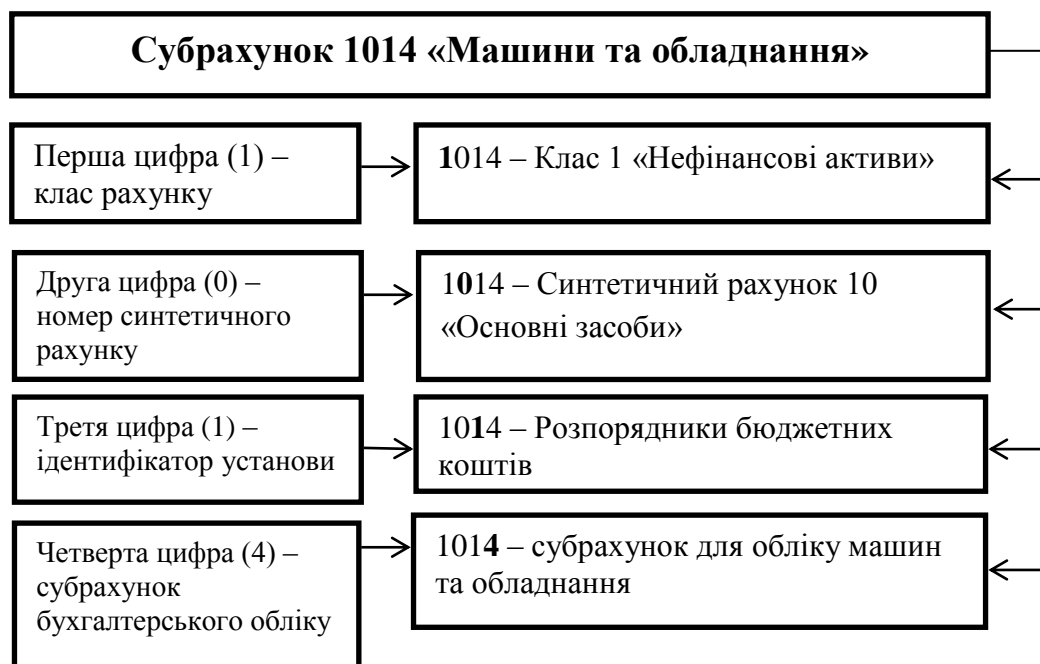 Субрахунок 1014 «Машини та обладнання»
Перша цифра (1) –
клас рахунку
1014 – Клас 1 «Нефінансові активи»
Друга цифра (0) –
номер синтетичного
рахунку
1014 – Синтетичний рахунок 10
«Основні засоби»
Третя цифра (1) –
ідентифікатор установи
1014 – Розпорядники бюджетних
коштів
Четверта цифра (4) –
субрахунок
бухгалтерського обліку
1014 – субрахунок для обліку машин
та обладнання